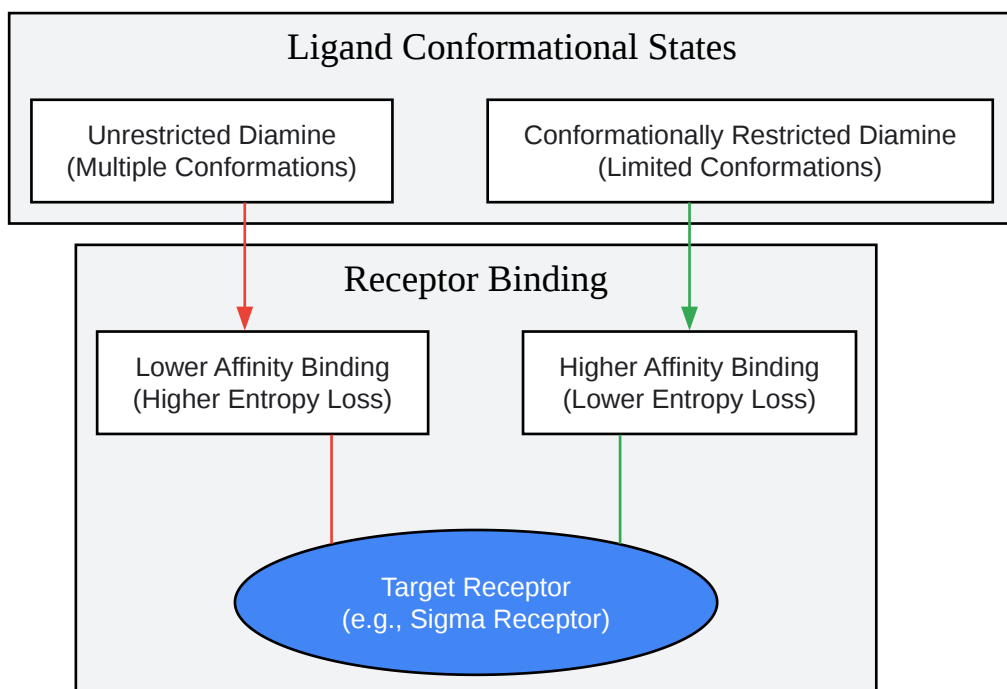 Ligand Conformational States
Unrestricted Diamine
(Multiple Conformations)
Conformationally Restricted Diamine
(Limited Conformations)
Receptor Binding
Lower Affinity Binding
(Higher Entropy Loss)
Higher Affinity Binding
(Lower Entropy Loss)
Target Receptor
(e.g., Sigma Receptor)